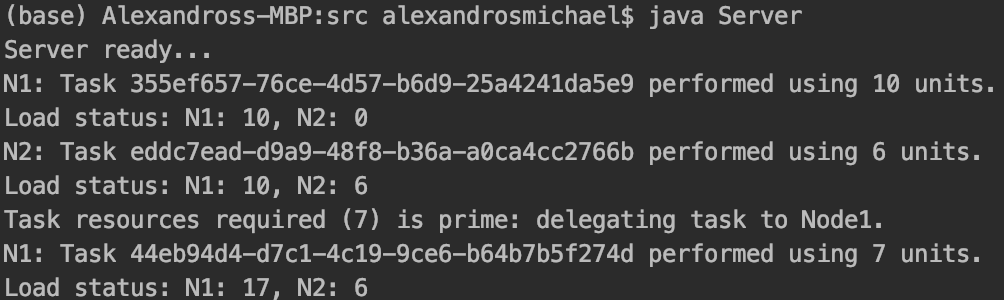 (base) Alexandross-MBP:src alexandrosmichael$ java Server
Server ready...
N1: Task 355ef657-76ce-4d57-b6d9-25a4241da5e9 performed using 10 units.
Load status: N1: 10, N2: 0
N2: Task eddc7ead-d9a9-48f8-b36a-a0ca4cc2766b performed using 6 units.
Load status: N1: 10, N2: 6
Task resources required (7) is prime: delegating task to Node1.
N1: Task 44eb94d4-d7c1-4c19-9ce6-b64b7b5f274d performed using 7 units.
Load status: N1: 17, N2: 6